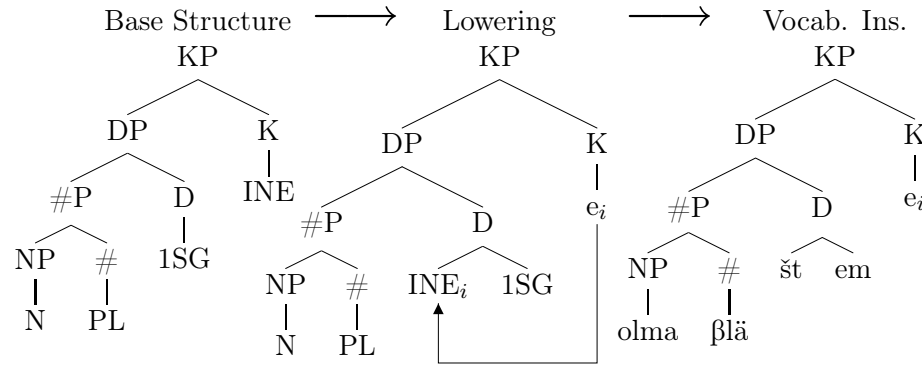 Base Structure ⟶ Lowering ⟶ Vocab. Ins.
KP KP KP
DP K DP K DP K
#P D INE #P D e_i #P D e_i
NP # 1SG NP # INE_i 1SG NP # št em
N PL N PL olma βlä